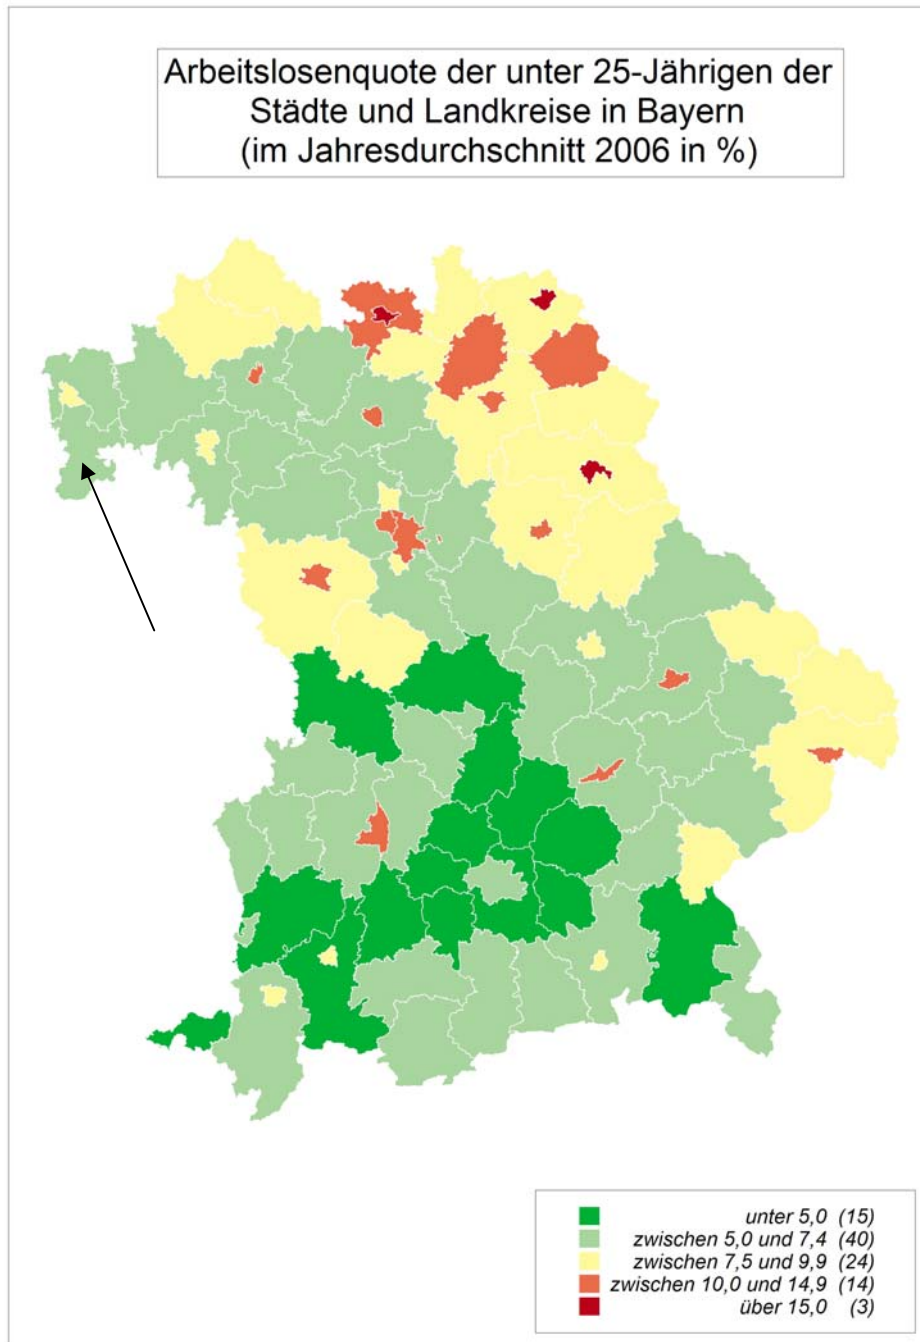 Arbeitslosenquote der unter 25-Jährigen der
Städte und Landkreise in Bayern
(im Jahresdurchschnitt 2006 in %)
unter 5,0 (15)
zwischen 5,0 und 7,4 (40)
zwischen 7,5 und 9,9 (24)
zwischen 10,0 und 14,9 (14)
über 15,0 (3)